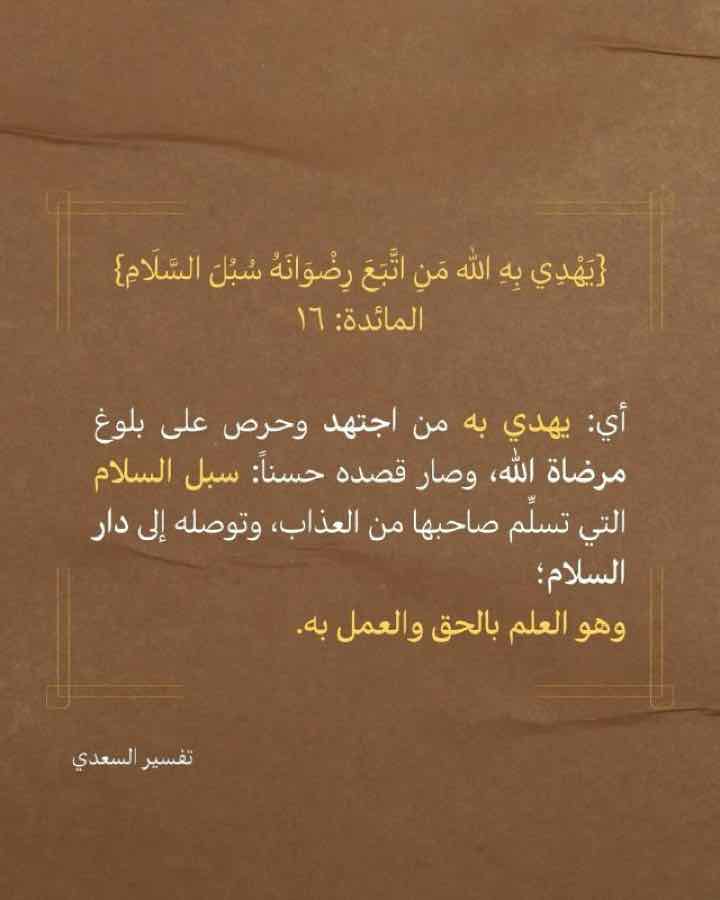 {يَهْدِي بِهِ الله مَنِ اتَّبَعَ رِضْوَانَهُ سُبُلَ السَّلَامِ}
المائدة: ١٦
أي: يهدي به من اجتهد وحرص على بلوغ
مرضاة الله، وصار قصده حسناً: سبل السلام
التي تسلِّم صاحبها من العذاب، وتوصله إلى دار
السلام؛
وهو العلم بالحق والعمل به.
تفسير السعدي